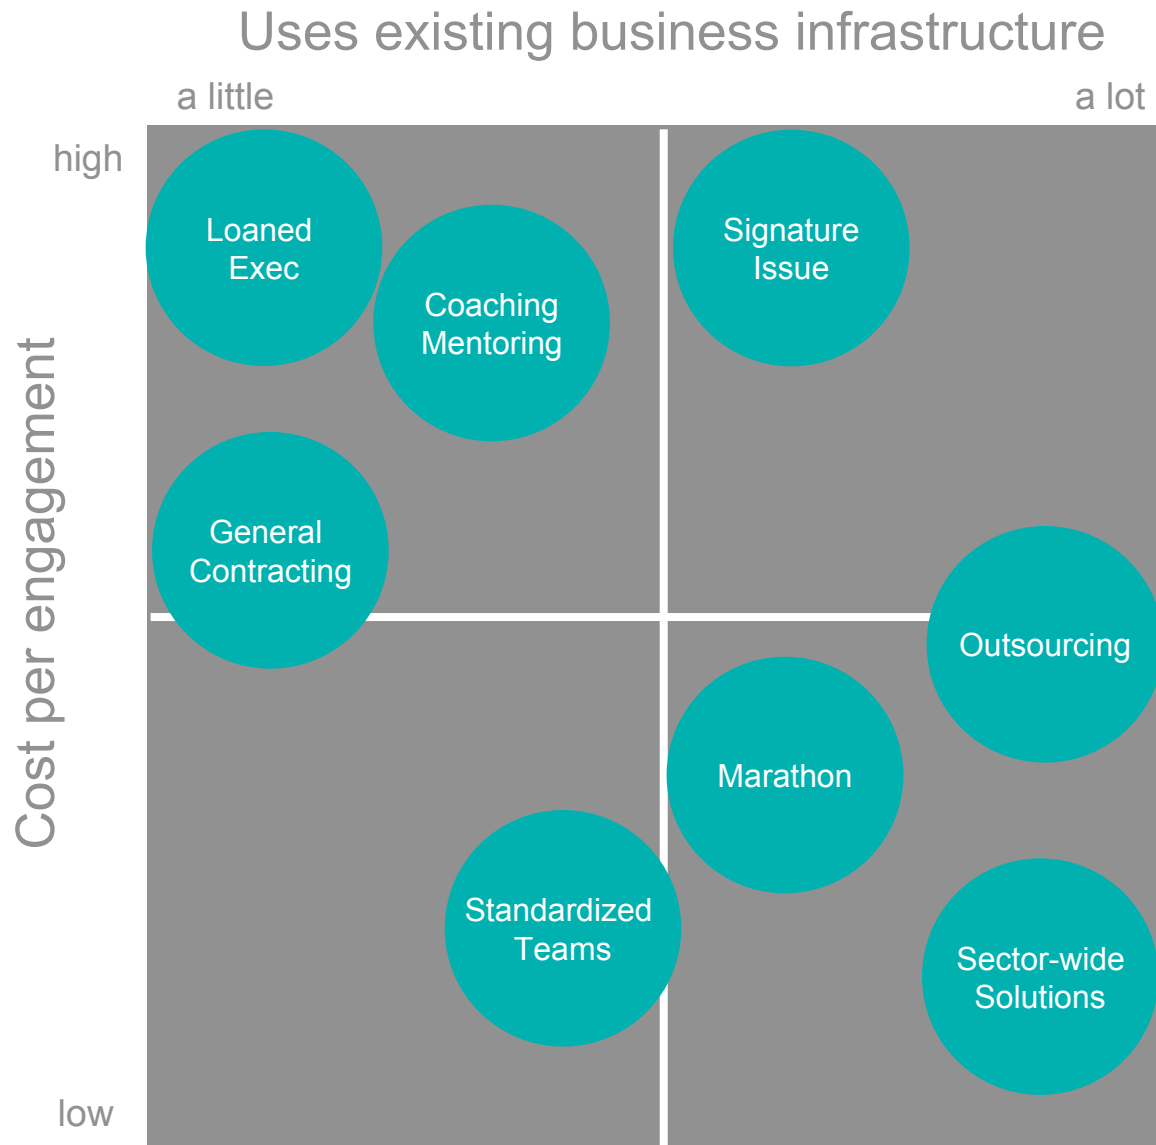 Uses existing business infrastructure
a little
a lot
high
Loaned
Exec
Signature
Issue
Coaching
Mentoring
Cost per engagement
General
Contracting
Outsourcing
Marathon
Standardized
Teams
Sector-wide
Solutions
low